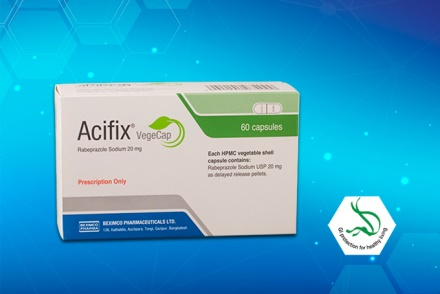 Acifix® VegeCap
Rabeprazole Sodium 20 mg
Prescription Only
BEXIMCO
PHARMA
BEXIMCO PHARMACEUTICALS LTD.
126, Kathaldia, Auchpara, Tongi, Gazipur, Bangladesh
60 capsules
Each HPMC vegetable shell
capsule contains:
Rabeprazole Sodium USP 20 mg
as delayed release pellets.
GI protection for healthy living